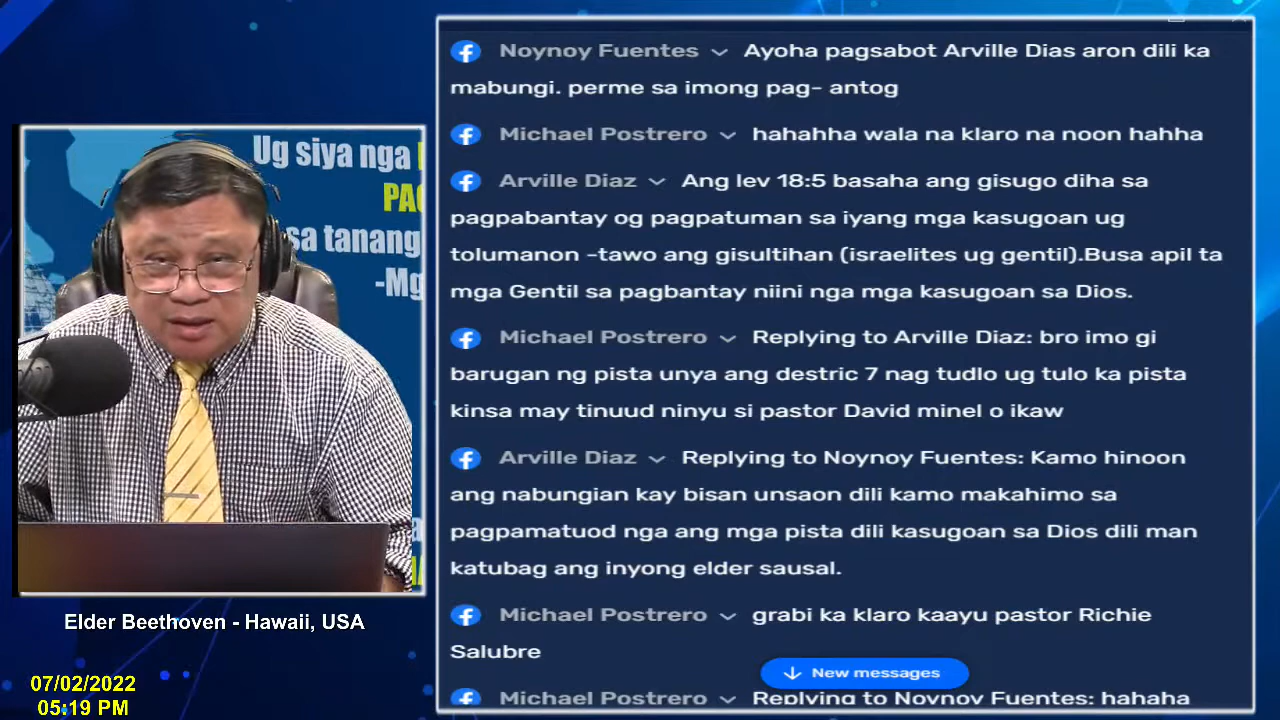 Noynoy Fuentes Ayoha pagsabot Arville Dias aron dili ka
mabungi. perme sa imong pag- antog
Michael Postrero hahahha wala na klaro na noon hahha
Arville Diaz Ang lev 18:5 basaha ang gisugo diha sa
pagpabantay og pagpatuman sa iyang mga kasugoan ug
tolumanon -tawo ang gisultihan (israelites ug gentil).Busa apil ta
mga Gentil sa pagbantay niini nga mga kasugoan sa Dios.
Michael Postrero Replying to Arville Diaz: bro imo gi
barugan ng pista unya ang destric 7 nag tudlo ug tulo ka pista
kinsa may tinuud ninyu si pastor David minel o ikaw
Arville Diaz Replying to Noynoy Fuentes: Kamo hinoon
ang nabungian kay bisan unsaon dili kamo makahimo sa
pagpamatuod nga ang mga pista dili kasugoan sa Dios dili man
katubag ang inyong elder sausal.
Michael Postrero grabi ka klaro kaayu pastor Richie
Salubre
New messages
Michael Postrero Replying to Noynoy Fuentes: hahaha
Ug siya nga
sa tanang
Elder Beethoven - Hawaii, USA
07/02/2022
05:19 PM